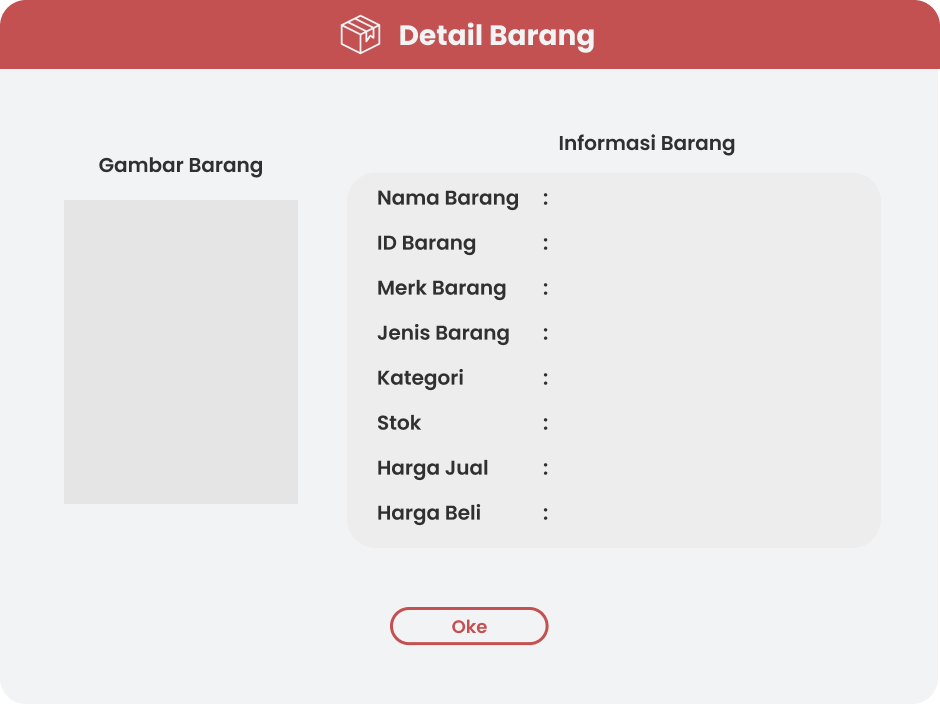 Detail Barang
Gambar Barang
Informasi Barang
Nama Barang :
ID Barang :
Merk Barang :
Jenis Barang :
Kategori :
Stok :
Harga Jual :
Harga Beli :
Oke